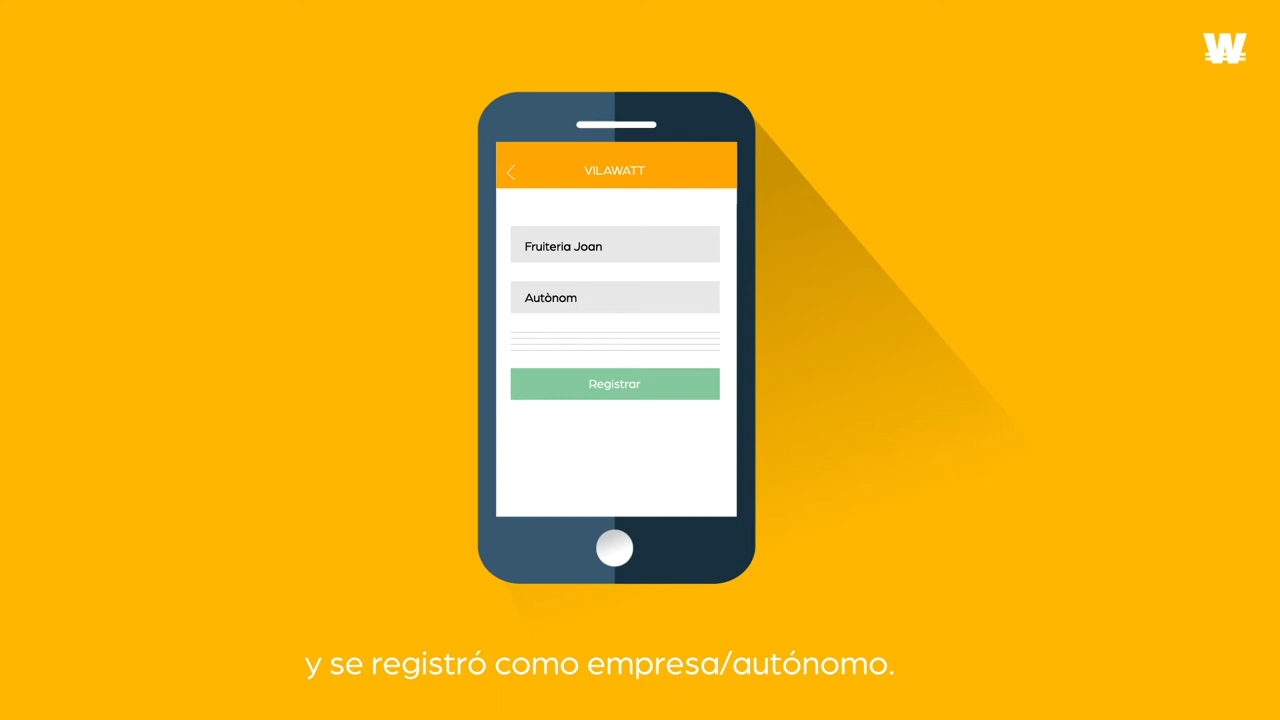 W
VILAWATT
Fruiteria Joan
Autònom
Registrar
y se registró como empresa/autónomo.